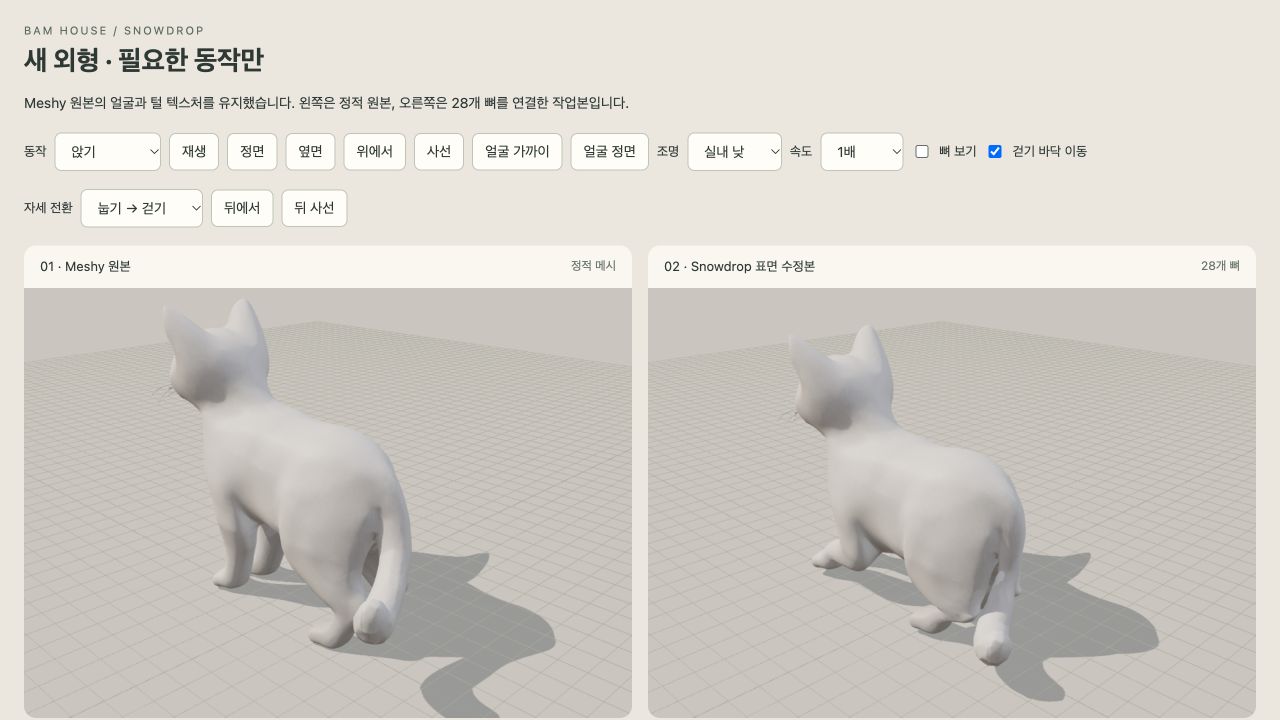 BAM HOUSE / SNOWDROP
새 외형 · 필요한 동작만
Meshy 원본의 얼굴과 털 텍스처를 유지했습니다. 왼쪽은 정적 원본, 오른쪽은 28개 뼈를 연결한 작업본입니다.
동작 앉기 재생 정면 옆면 위에서 사선 얼굴 가까이 얼굴 정면 조명 실내 낮 속도 1배 뼈 보기 걷기 바닥 이동
자세 전환 눕기 → 걷기 뒤에서 뒤 사선
01 · Meshy 원본 정적 메시
02 · Snowdrop 표면 수정본 28개 뼈